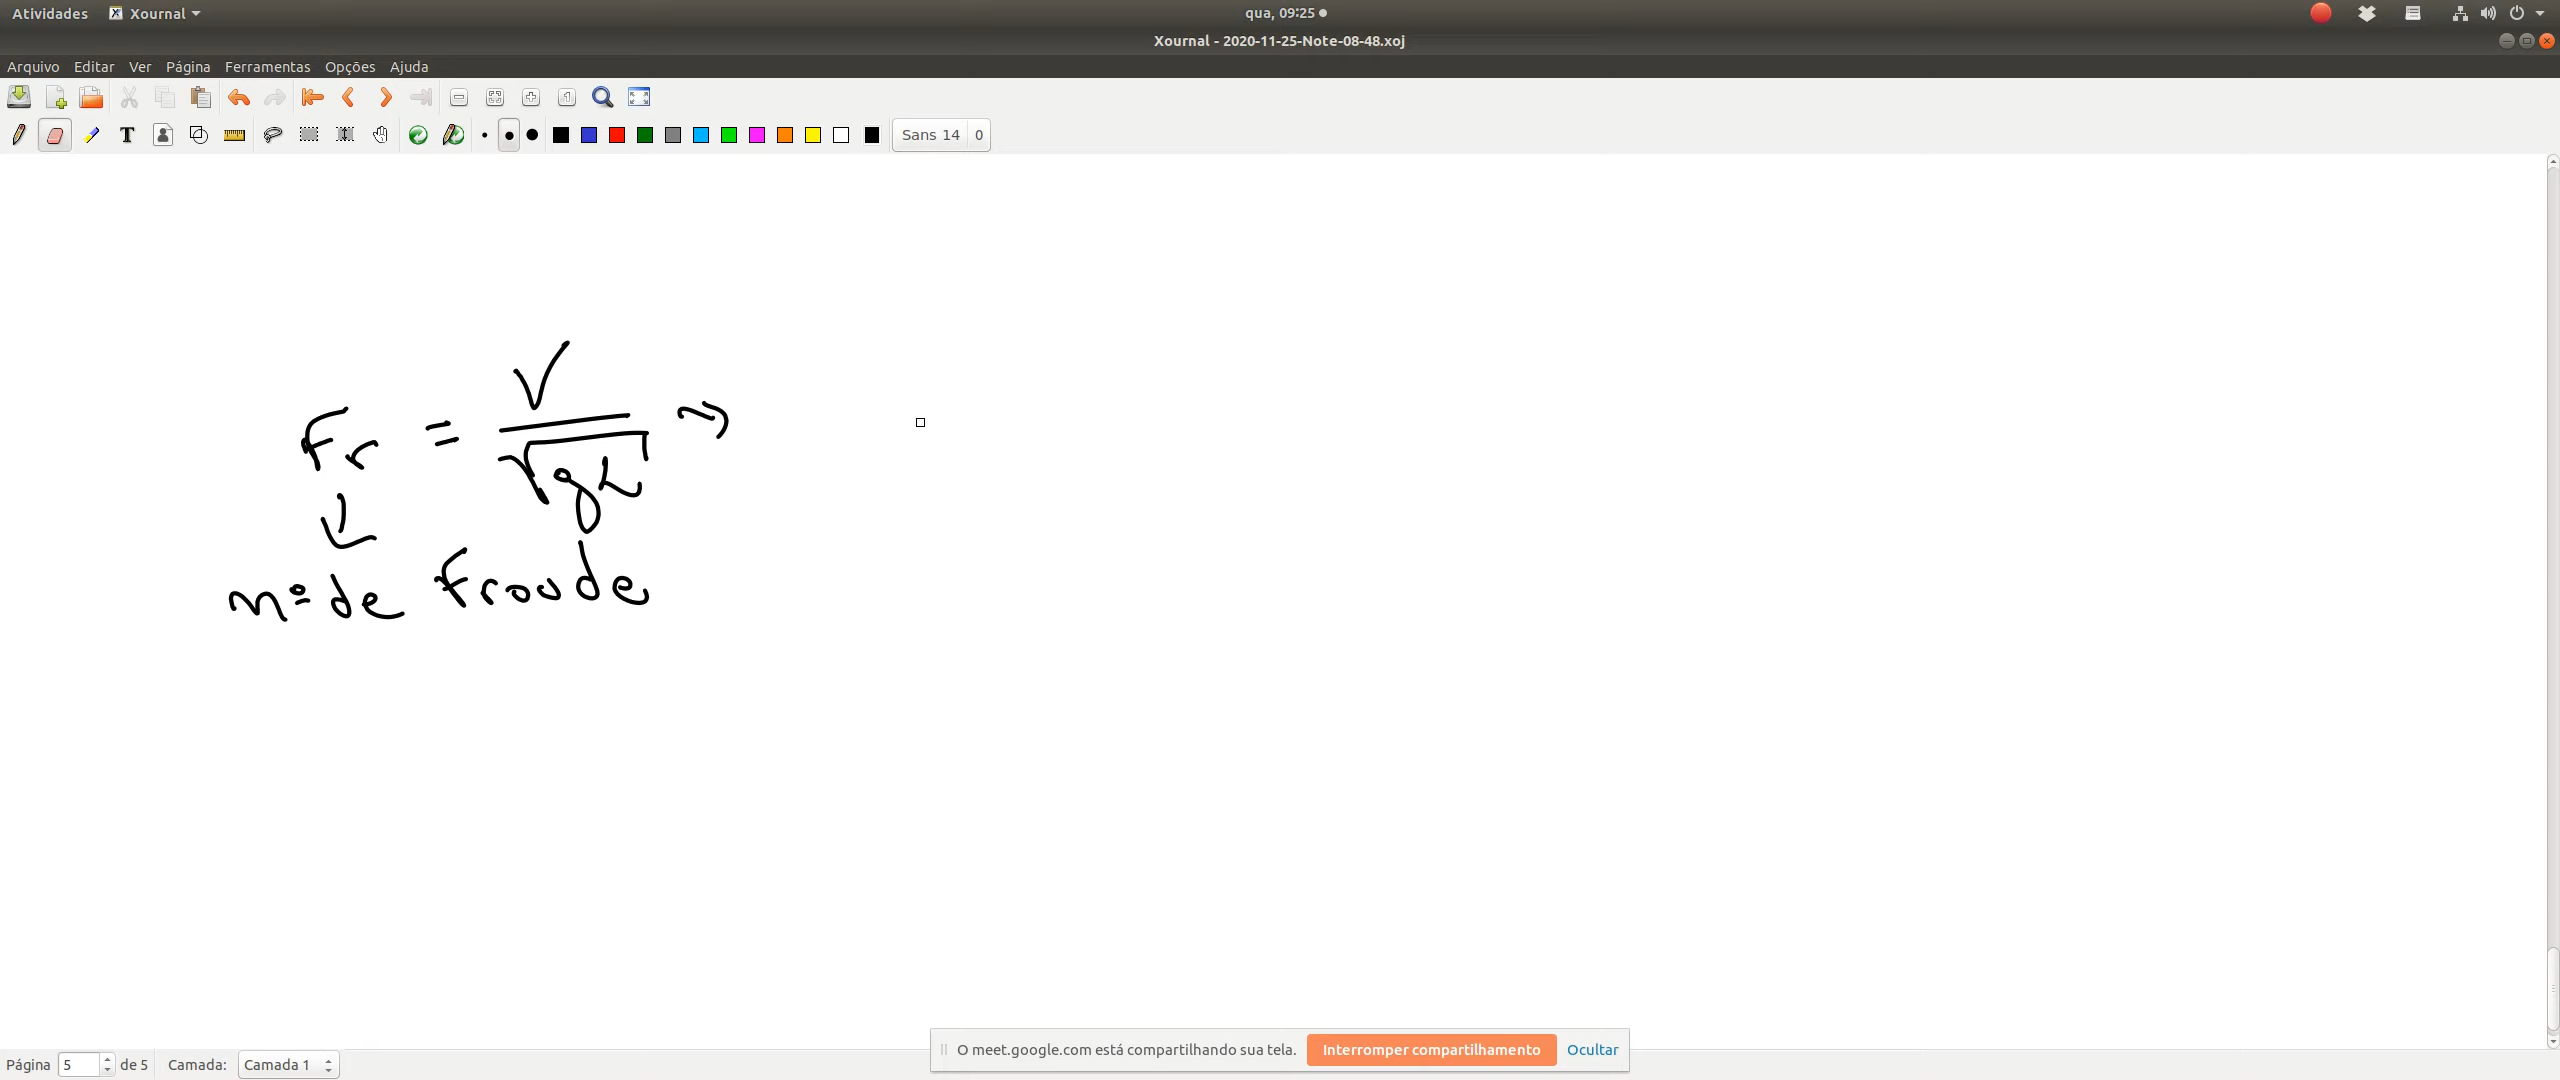 Atividades Xournal qua, 09:25
Xournal - 2020-11-25-Note-08-48.xoj
Arquivo Editar Ver Página Ferramentas Opções Ajuda
T Sans 14 0
V
Fr = ⇒
√gL
nº de Froude
O meet.google.com está compartilhando sua tela. Interromper compartilhamento Ocultar
Página 5 de 5 Camada: Camada 1